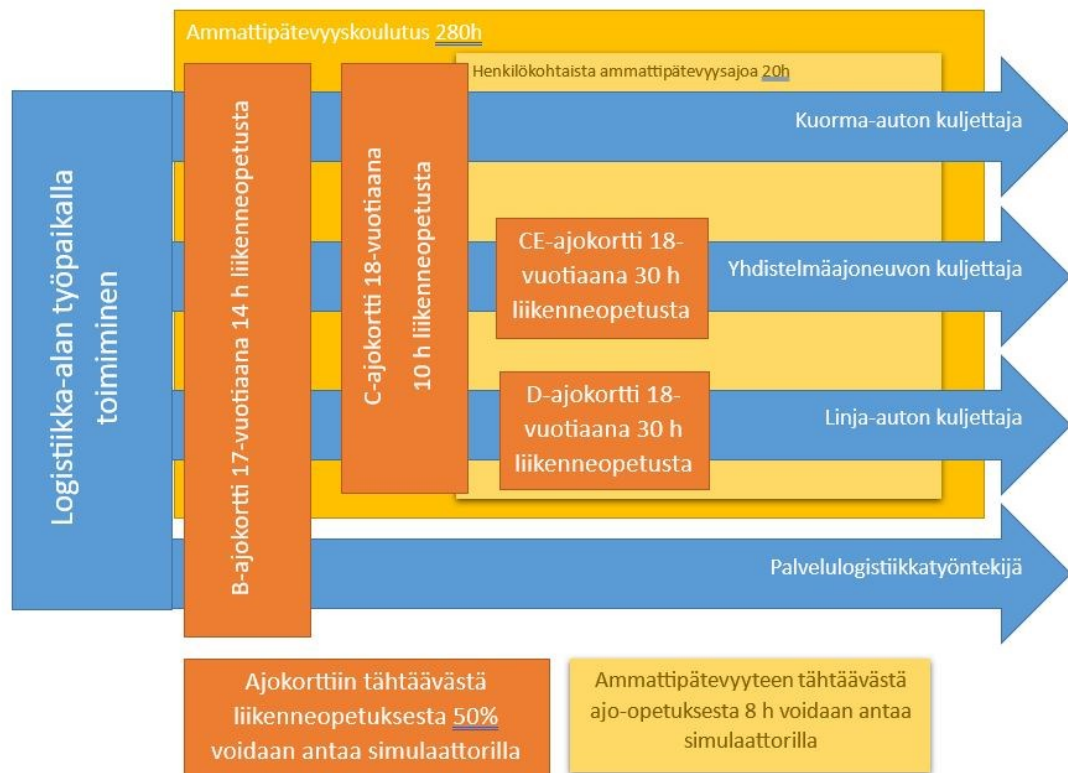 Ammattipätevyyskoulutus 280h
Henkilökohtaista ammattipätevyysajoa 20h
Logistiikka-alan työpaikalla
toimiminen
B-ajokortti 17-vuotiaana 14 h liikenneopetusta
C-ajokortti 18-vuotiaana
10 h liikenneopetusta
Kuorma-auton kuljettaja
CE-ajokortti 18-
vuotiaana 30 h
liikenneopetusta
Yhdistelmäajoneuvon kuljettaja
D-ajokortti 18-
vuotiaana 30 h
liikenneopetusta
Linja-auton kuljettaja
Palvelulogistiikkatyöntekijä
Ajokorttiin tähtäävästä
liikenneopetuksesta 50%
voidaan antaa simulaattorilla
Ammattipätevyyteen tähtäävästä
ajo-opetuksesta 8 h voidaan antaa
simulaattorilla